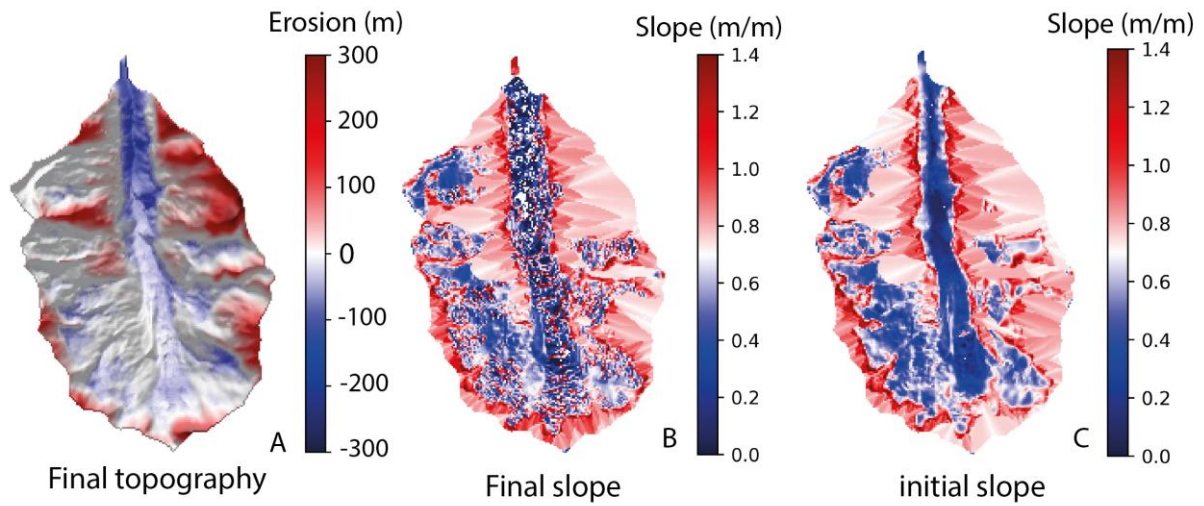 Erosion (m)
300
200
100
0
-100
-200
-300
A
Final topography
Slope (m/m)
1.4
1.2
1.0
0.8
0.6
0.4
0.2
0.0
B
Final slope
Slope (m/m)
1.4
1.2
1.0
0.8
0.6
0.4
0.2
0.0
C
initial slope